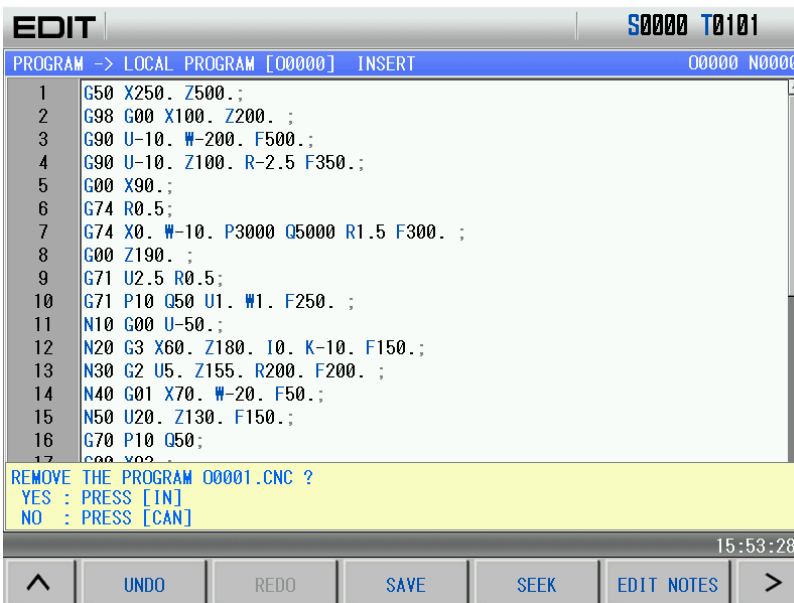 EDIT S0000 T0101
PROGRAM -> LOCAL PROGRAM [O0000] INSERT O0000 N0000
1 G50 X250. Z500.;
2 G98 G00 X100. Z200. ;
3 G90 U-10. W-200. F500.;
4 G90 U-10. Z100. R-2.5 F350.;
5 G00 X90.;
6 G74 R0.5;
7 G74 X0. W-10. P3000 Q5000 R1.5 F300. ;
8 G00 Z190. ;
9 G71 U2.5 R0.5;
10 G71 P10 Q50 U1. W1. F250. ;
11 N10 G00 U-50.;
12 N20 G3 X60. Z180. I0. K-10. F150.;
13 N30 G2 U5. Z155. R200. F200. ;
14 N40 G01 X70. W-20. F50.;
15 N50 U20. Z130. F150.;
16 G70 P10 Q50;
REMOVE THE PROGRAM O0001.CNC ?
YES : PRESS [IN]
NO : PRESS [CAN]
15:53:28
^ UNDO REDO SAVE SEEK EDIT NOTES >